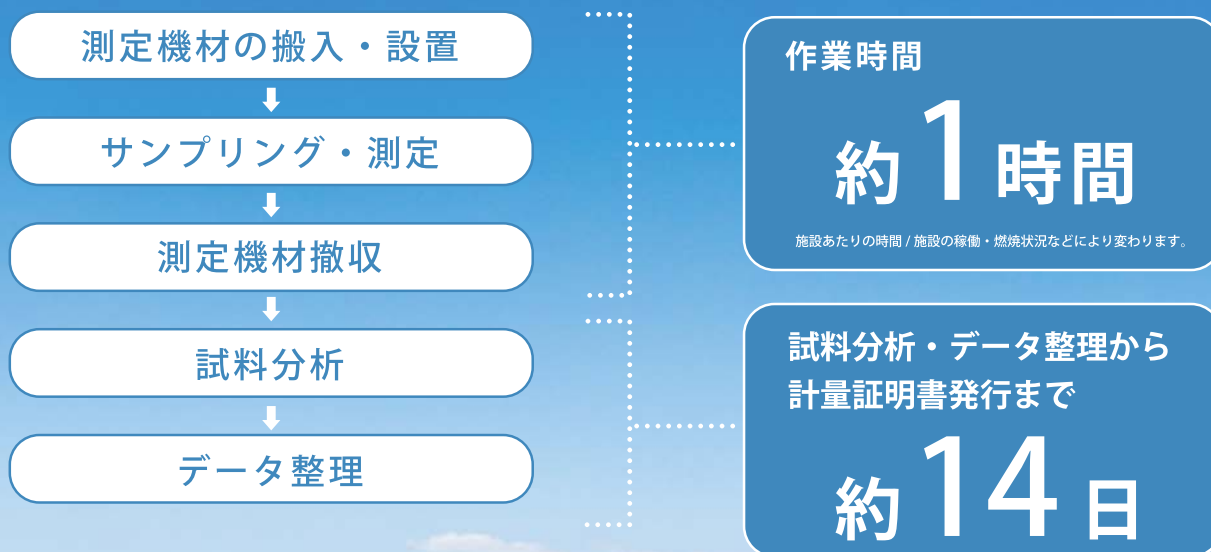 測定機材の搬入・設置
サンプリング・測定
測定機材撤収
試料分析
データ整理
作業時間
約1時間
施設あたりの時間 / 施設の稼働・燃焼状況などにより変わります。
試料分析・データ整理から
計量証明書発行まで
約14日